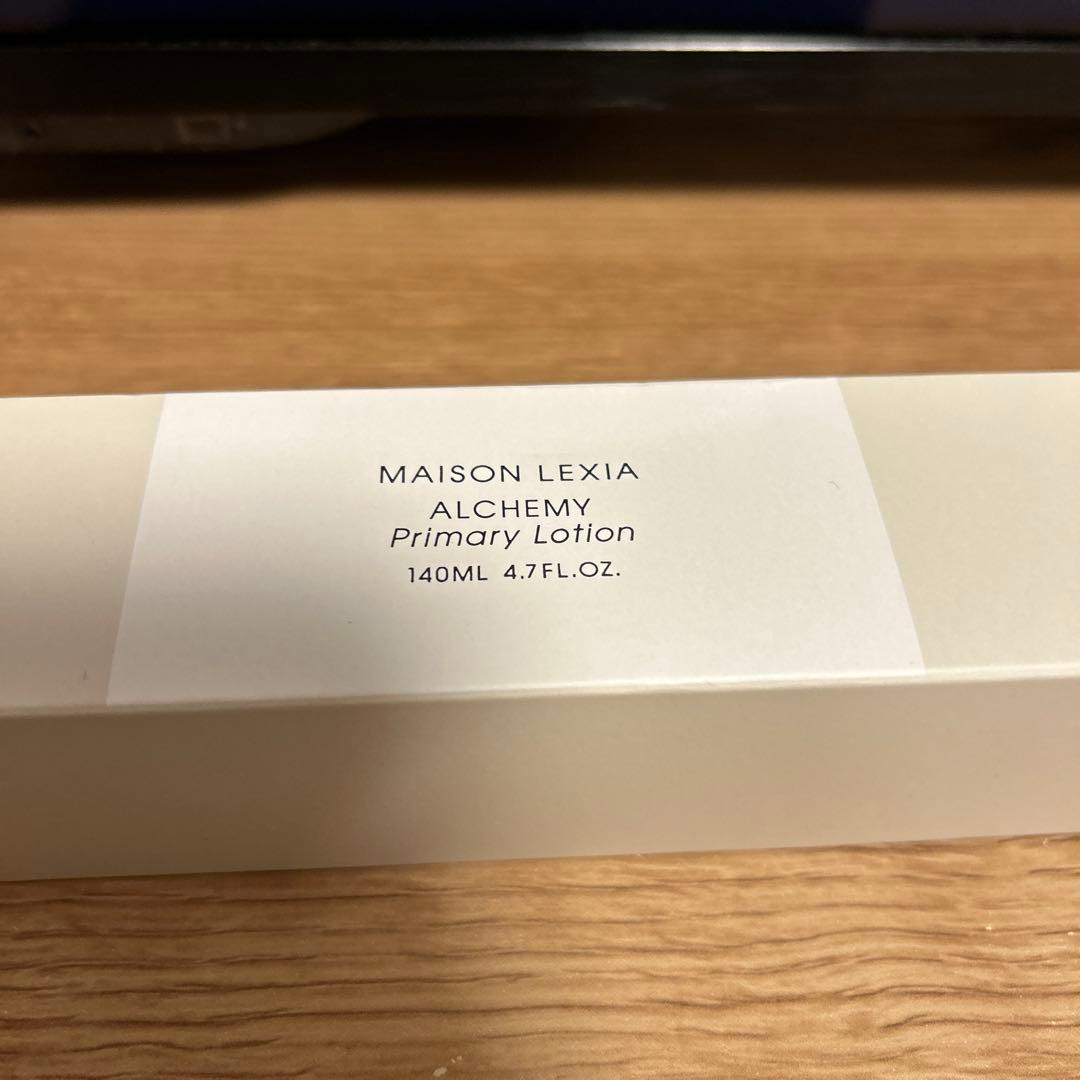 MAISON LEXIA
ALCHEMY
Primary Lotion
140ML 4.7FL.OZ.